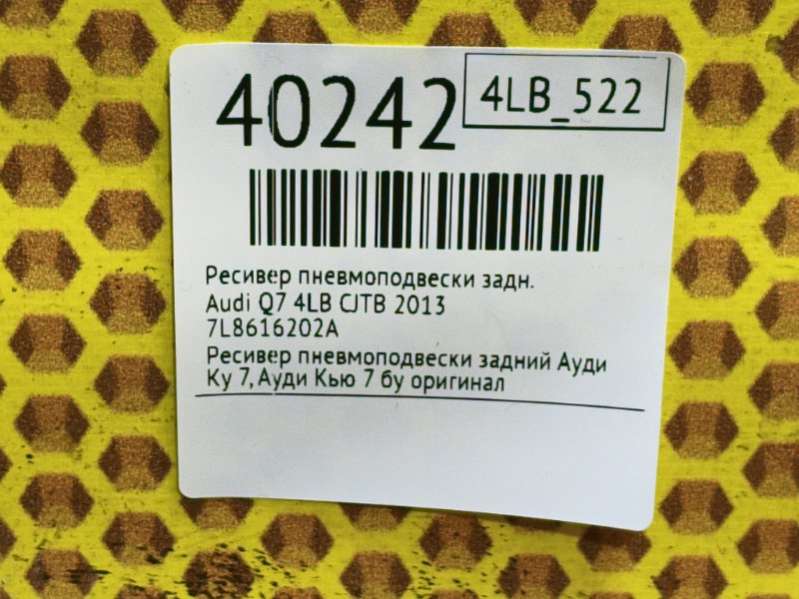 40242
4LB_522
Ресивер пневмоподвески задн.
Audi Q7 4LB CJTB 2013
7L8616202A
Ресивер пневмоподвески задний Ауди
Ку 7, Ауди Кью 7 бу оригинал